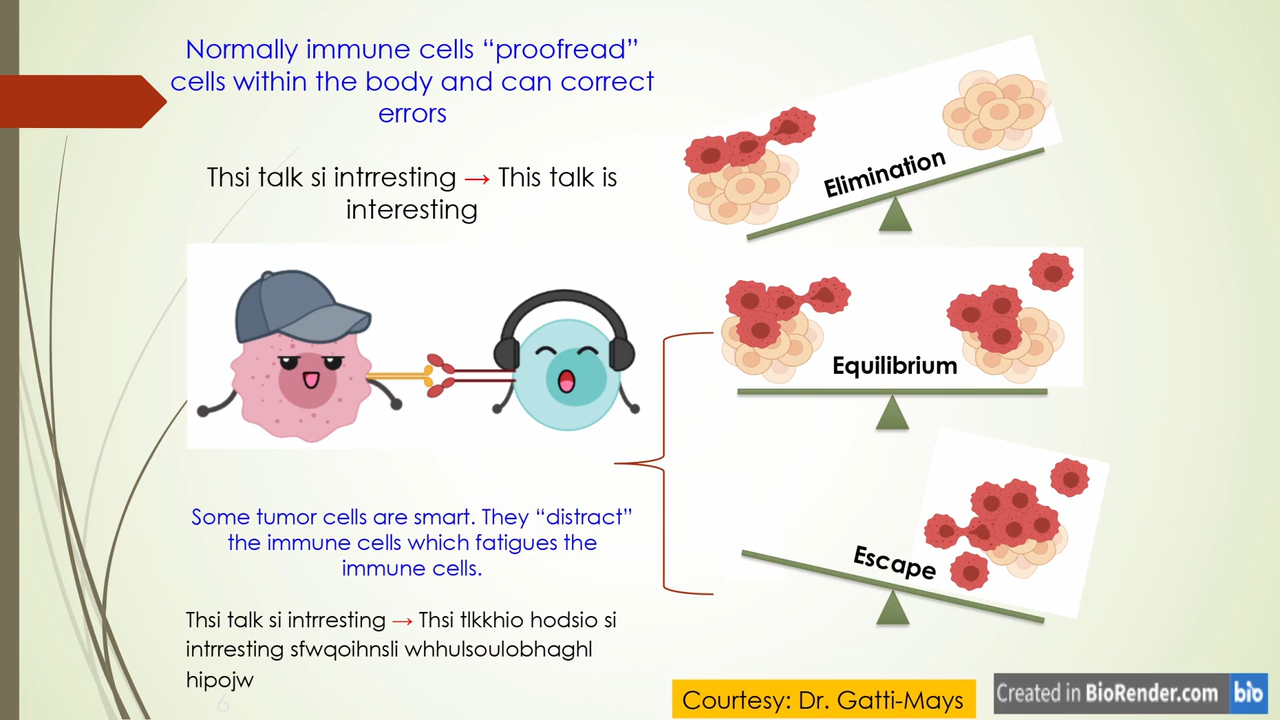 Normally immune cells “proofread”
cells within the body and can correct
errors
Thsi talk si intrresting → This talk is
interesting
Some tumor cells are smart. They “distract”
the immune cells which fatigues the
immune cells.
Thsi talk si intrresting → Thsi tlkkhio hodsio si
intrresting sfwqoihnsli whhulsoulobhaghl
hipojw
6
Elimination
Equilibrium
Escape
Courtesy: Dr. Gatti-Mays
Created in BioRender.com bio